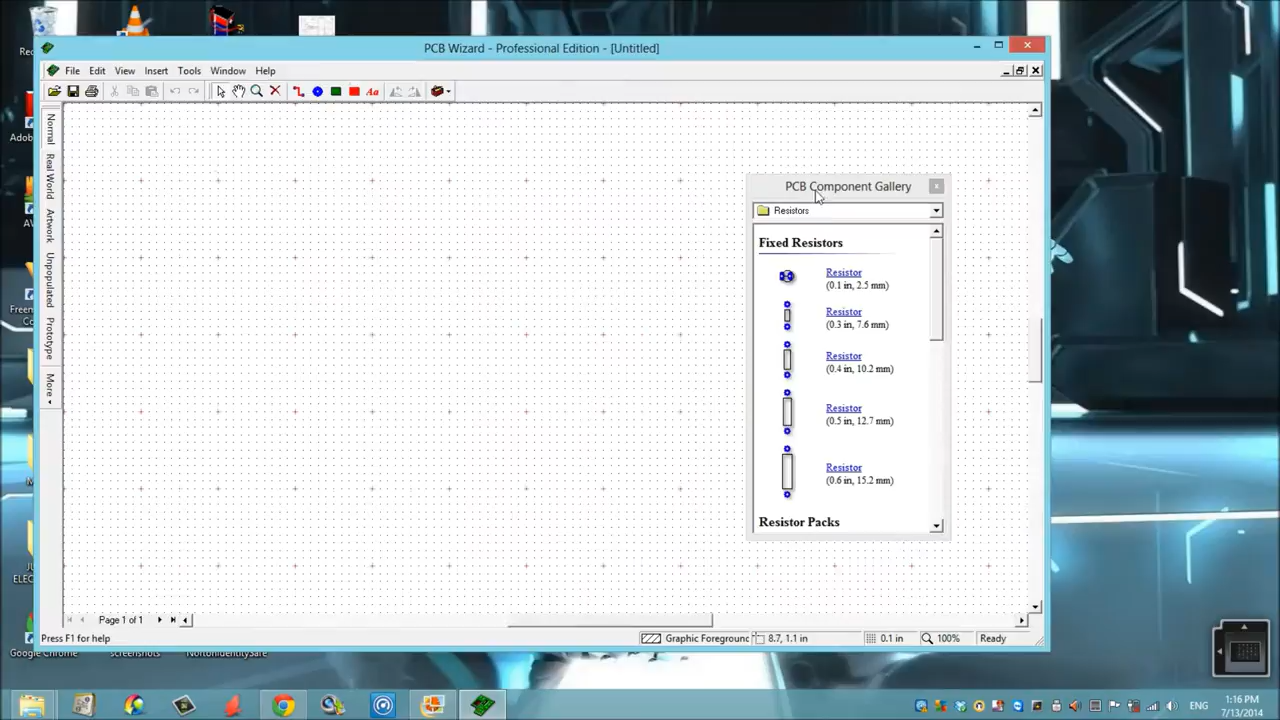 PCB Wizard - Professional Edition - [Untitled]
File Edit View Insert Tools Window Help
Aa
Normal
Real World
Artwork
Unpopulated
Prototype
More
PCB Component Gallery
Resistors
Fixed Resistors
Resistor
(0.1 in, 2.5 mm)
Resistor
(0.3 in, 7.6 mm)
Resistor
(0.4 in, 10.2 mm)
Resistor
(0.5 in, 12.7 mm)
Resistor
(0.6 in, 15.2 mm)
Resistor Packs
Page 1 of 1
Press F1 for help
Graphic Foreground
8.7, 1.1 in
0.1 in
100%
Ready
Google Chrome
screenshots
NortonIdentitySafe
ENG
1:16 PM
7/13/2014